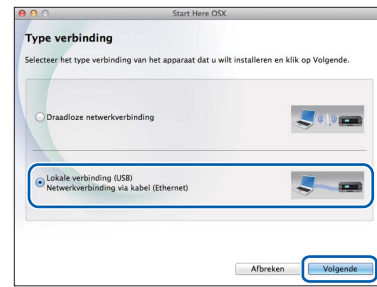 Start Here OSX
Type verbinding
Selecteer het type verbinding van het apparaat dat u wilt installeren en klik op Volgende.
Draadloze netwerkverbinding
Lokale verbinding (USB)
Netwerkverbinding via kabel (Ethernet)
Afbreken
Volgende